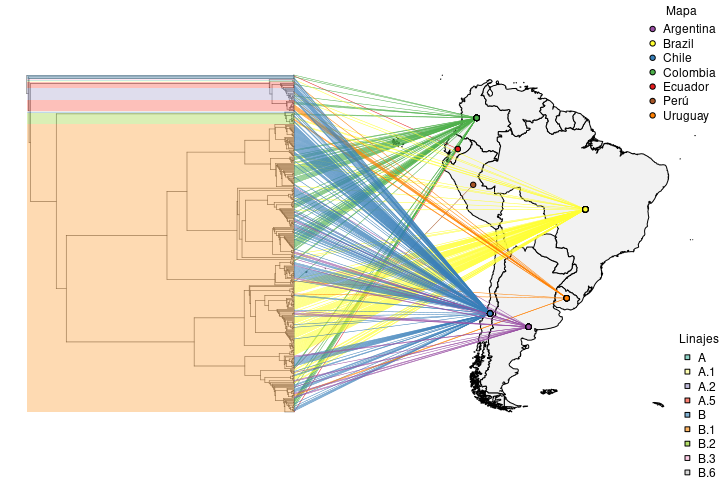 Mapa
Argentina
Brazil
Chile
Colombia
Ecuador
Perú
Uruguay
Linajes
A
A.1
A.2
A.5
B
B.1
B.2
B.3
B.6